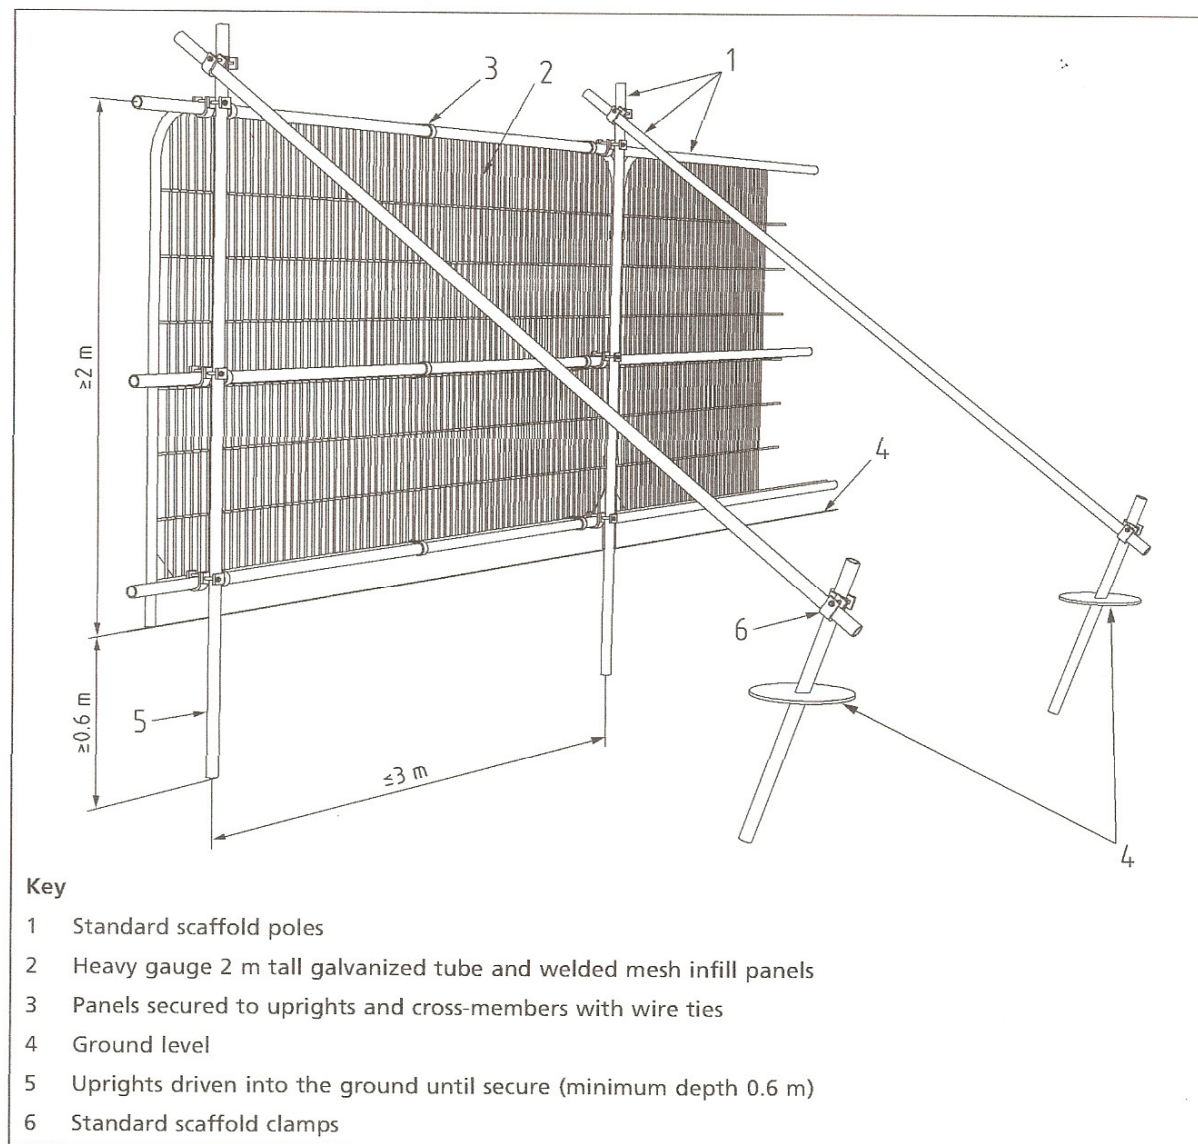 1
3
2
≥2 m
4
6
≥0.6 m
5
≤3 m
4
Key
1 Standard scaffold poles
2 Heavy gauge 2 m tall galvanized tube and welded mesh infill panels
3 Panels secured to uprights and cross-members with wire ties
4 Ground level
5 Uprights driven into the ground until secure (minimum depth 0.6 m)
6 Standard scaffold clamps